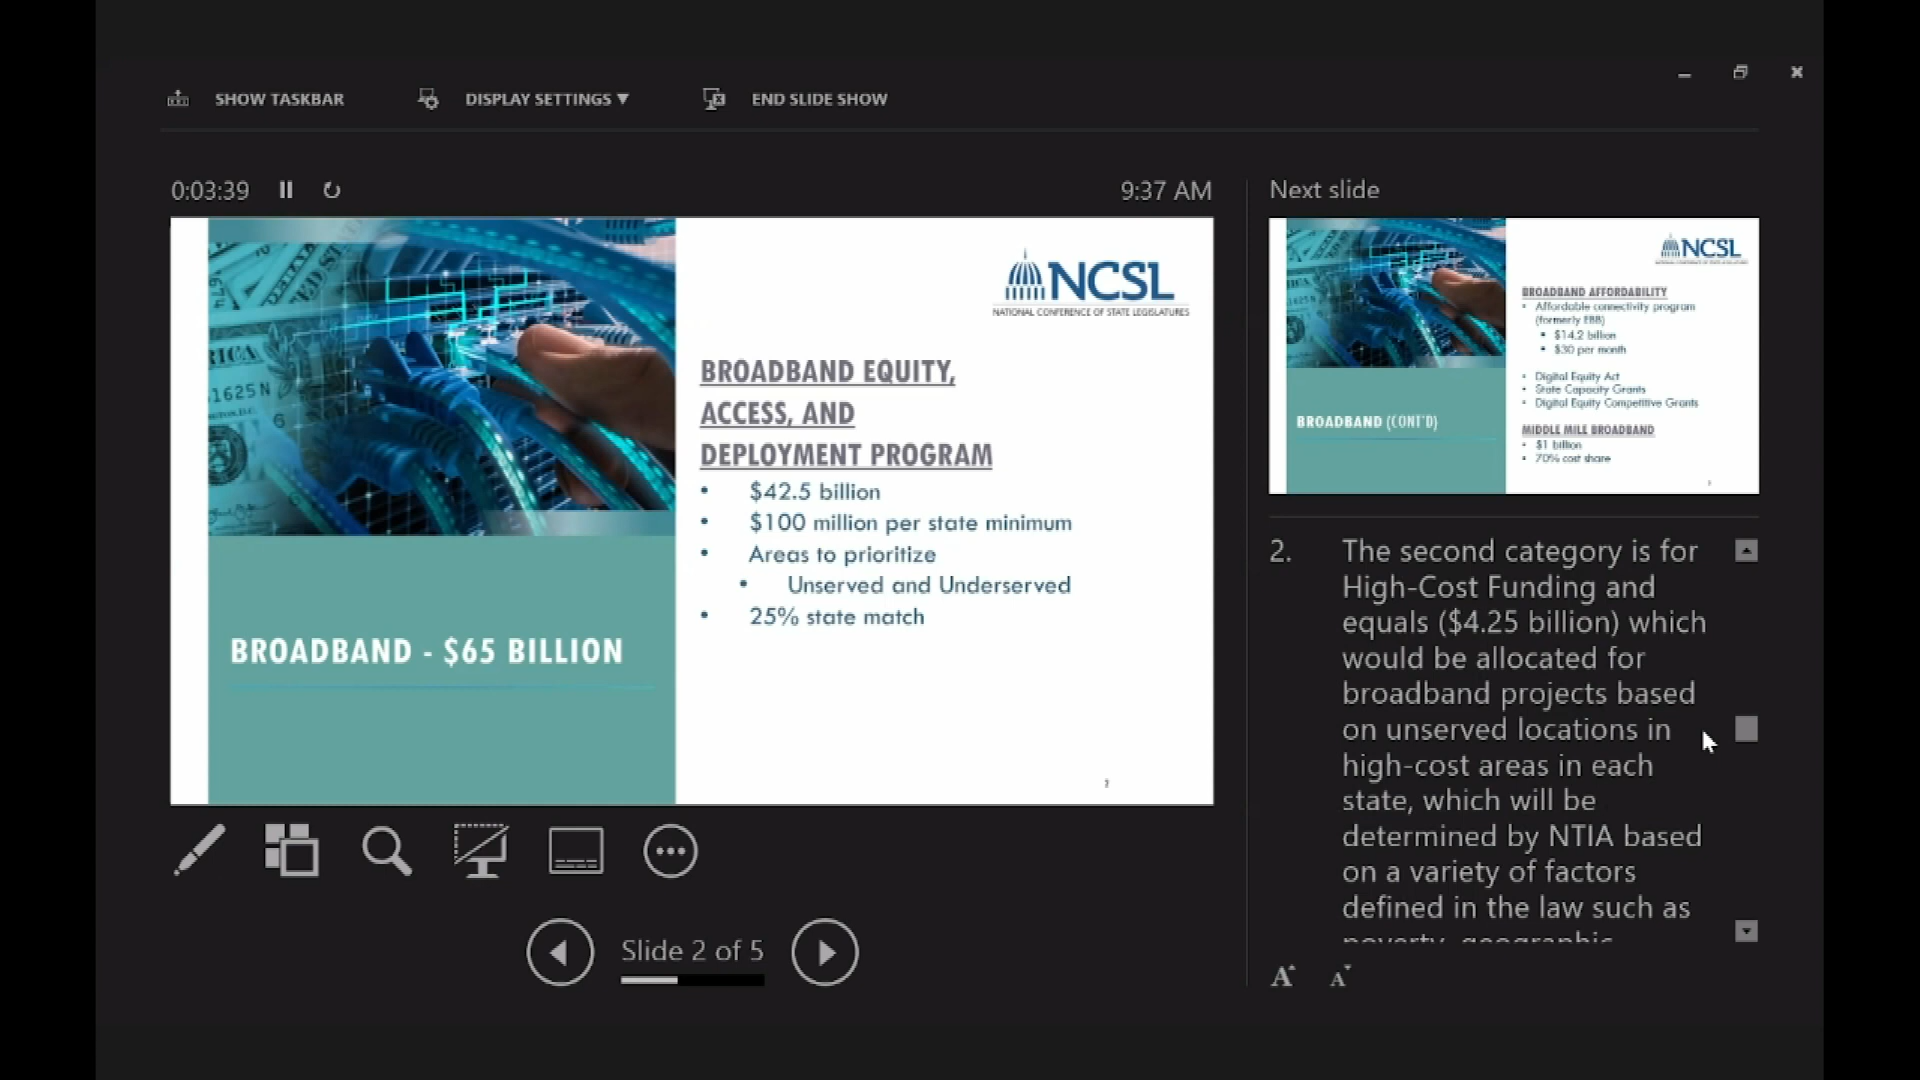 SHOW TASKBAR
DISPLAY SETTINGS ▼
END SLIDE SHOW
0:03:39
9:37 AM
BROADBAND - $65 BILLION
NCSL
NATIONAL CONFERENCE OF STATE LEGISLATURES
BROADBAND EQUITY,
ACCESS, AND
DEPLOYMENT PROGRAM
• $42.5 billion
• $100 million per state minimum
• Areas to prioritize
• Unserved and Underserved
• 25% state match
Slide 2 of 5
Next slide
BROADBAND (CONT'D)
NCSL
NATIONAL CONFERENCE OF STATE LEGISLATURES
BROADBAND AFFORDABILITY
• Affordable connectivity program
(formerly EBB)
• $14.2 billion
• $30 per month
• Digital Equity Act
• State Capacity Grants
• Digital Equity Competitive Grants
MIDDLE MILE BROADBAND
• $1 billion
• 70% cost share
2. The second category is for
High-Cost Funding and
equals ($4.25 billion) which
would be allocated for
broadband projects based
on unserved locations in
high-cost areas in each
state, which will be
determined by NTIA based
on a variety of factors
defined in the law such as
poverty, geographic
A A